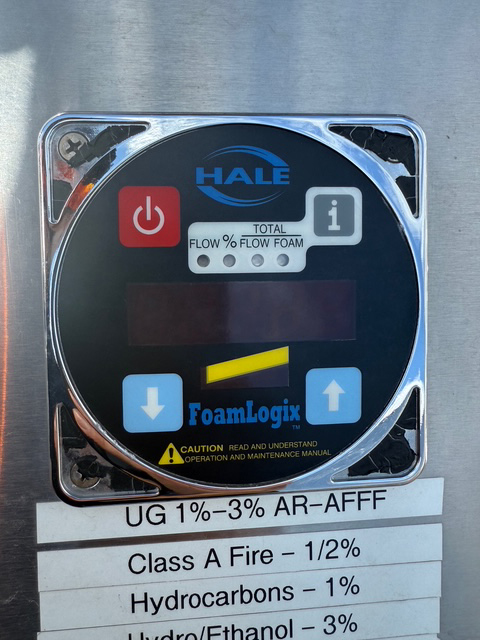 HALE
i
TOTAL
FLOW % FLOW FOAM
FoamLogix™
CAUTION READ AND UNDERSTAND
OPERATION AND MAINTENANCE MANUAL
UG 1%-3% AR-AFFF
Class A Fire - 1/2%
Hydrocarbons - 1%
Hydro/Ethanol - 3%